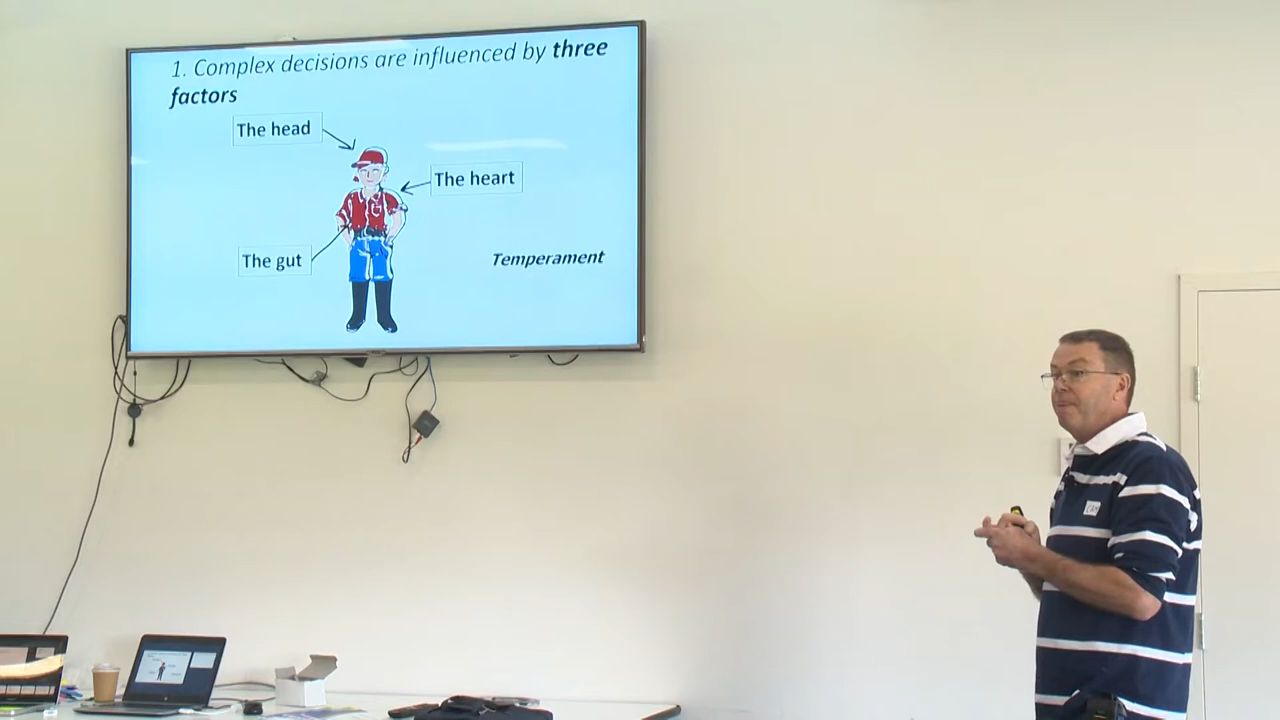 1. Complex decisions are influenced by three
factors
The head
The heart
The gut
Temperament